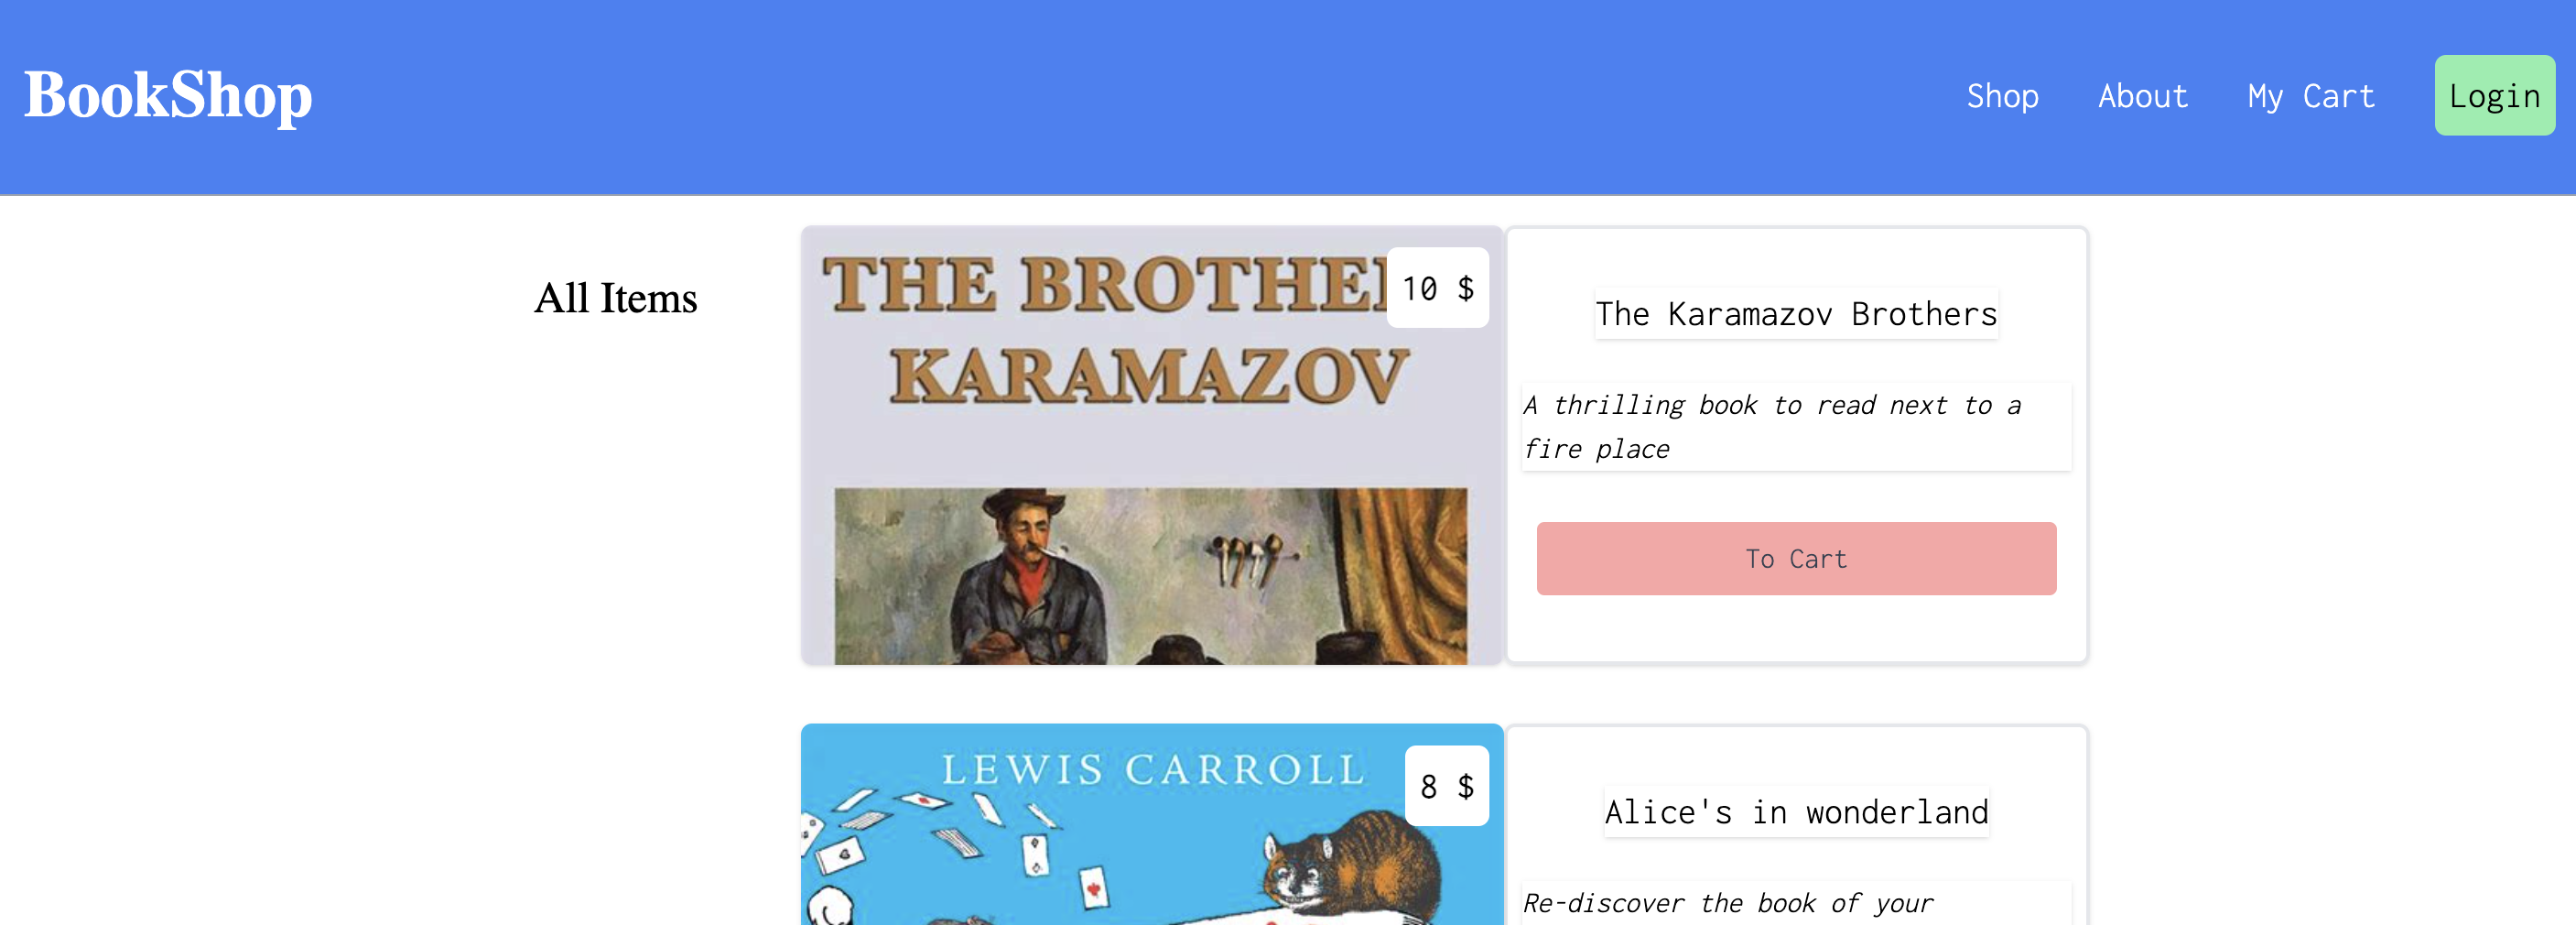 BookShop
Shop
About
My Cart
Login
All Items
THE BROTHE
KARAMAZOV
10 $
The Karamazov Brothers
A thrilling book to read next to a
fire place
To Cart
LEWIS CARROLL
8 $
Alice's in wonderland
Re-discover the book of your